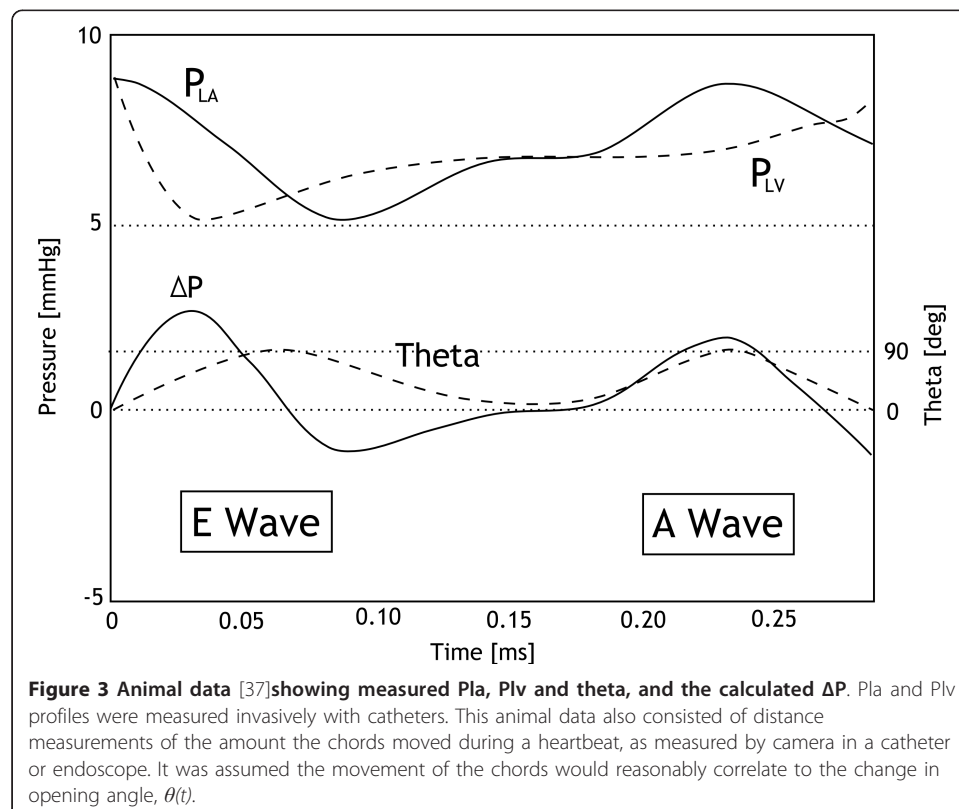 10
P_LA
P_LV
5
Pressure [mmHg]
ΔP
Theta
90
0
0
Theta [deg]
E Wave
A Wave
-5
0 0.05 0.10 0.15 0.20 0.25
Time [ms]
Figure 3 Animal data [37]showing measured Pla, Plv and theta, and the calculated ΔP. Pla and Plv
profiles were measured invasively with catheters. This animal data also consisted of distance
measurements of the amount the chords moved during a heartbeat, as measured by camera in a catheter
or endoscope. It was assumed the movement of the chords would reasonably correlate to the change in
opening angle, θ(t).